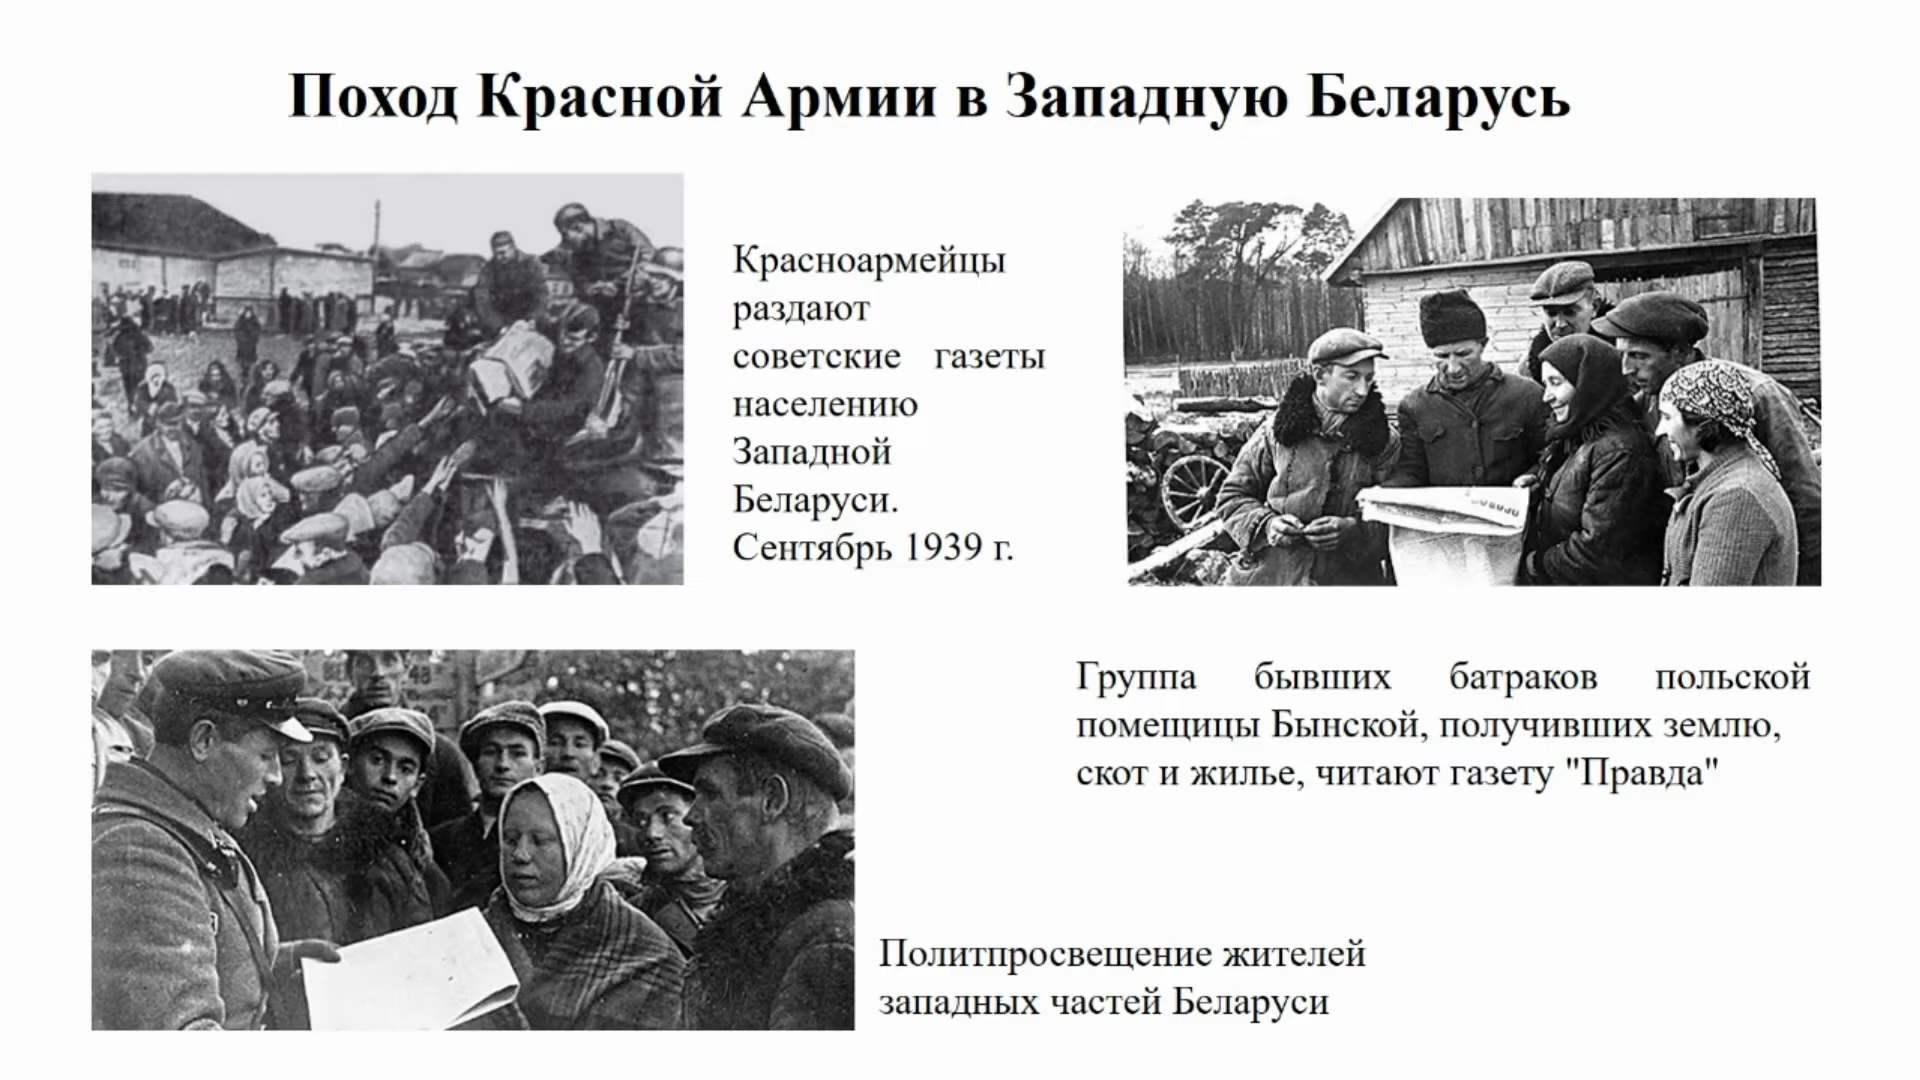 Поход Красной Армии в Западную Беларусь
Красноармейцы
раздают
советские газеты
населению
Западной
Беларуси.
Сентябрь 1939 г.
Группа бывших батраков польской
помещицы Бынской, получивших землю,
скот и жилье, читают газету "Правда"
Политпросвещение жителей
западных частей Беларуси